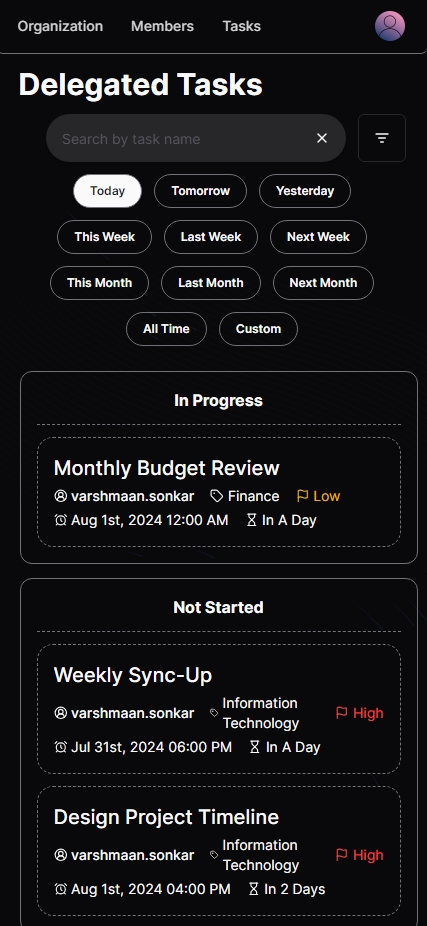 Organization Members Tasks
Delegated Tasks
Search by task name
Today Tomorrow Yesterday
This Week Last Week Next Week
This Month Last Month Next Month
All Time Custom
In Progress
Monthly Budget Review
varshmaan.sonkar Finance Low
Aug 1st, 2024 12:00 AM In A Day
Not Started
Weekly Sync-Up
varshmaan.sonkar Information Technology High
Jul 31st, 2024 06:00 PM In A Day
Design Project Timeline
varshmaan.sonkar Information Technology High
Aug 1st, 2024 04:00 PM In 2 Days